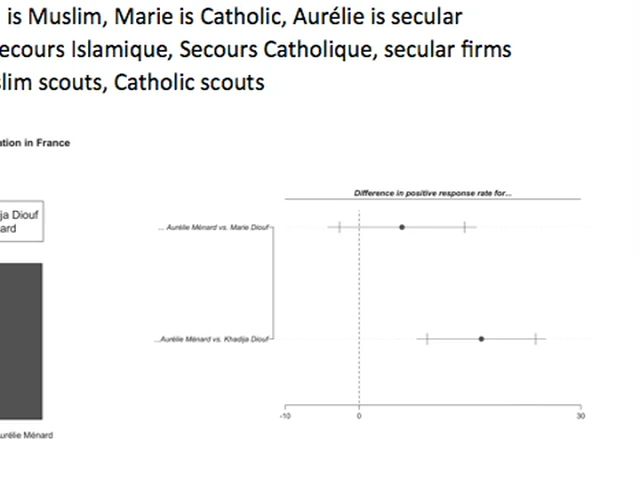 is Muslim, Marie is Catholic, Aurélie is secular
ecours Islamique, Secours Catholique, secular firms
slim scouts, Catholic scouts
ation in France
Difference in positive response rate for...
ja Diouf
ard
... Aurélie Ménard vs. Marie Diouf
...Aurélie Ménard vs. Khadija Diouf
-10 0 30
urélie Ménard